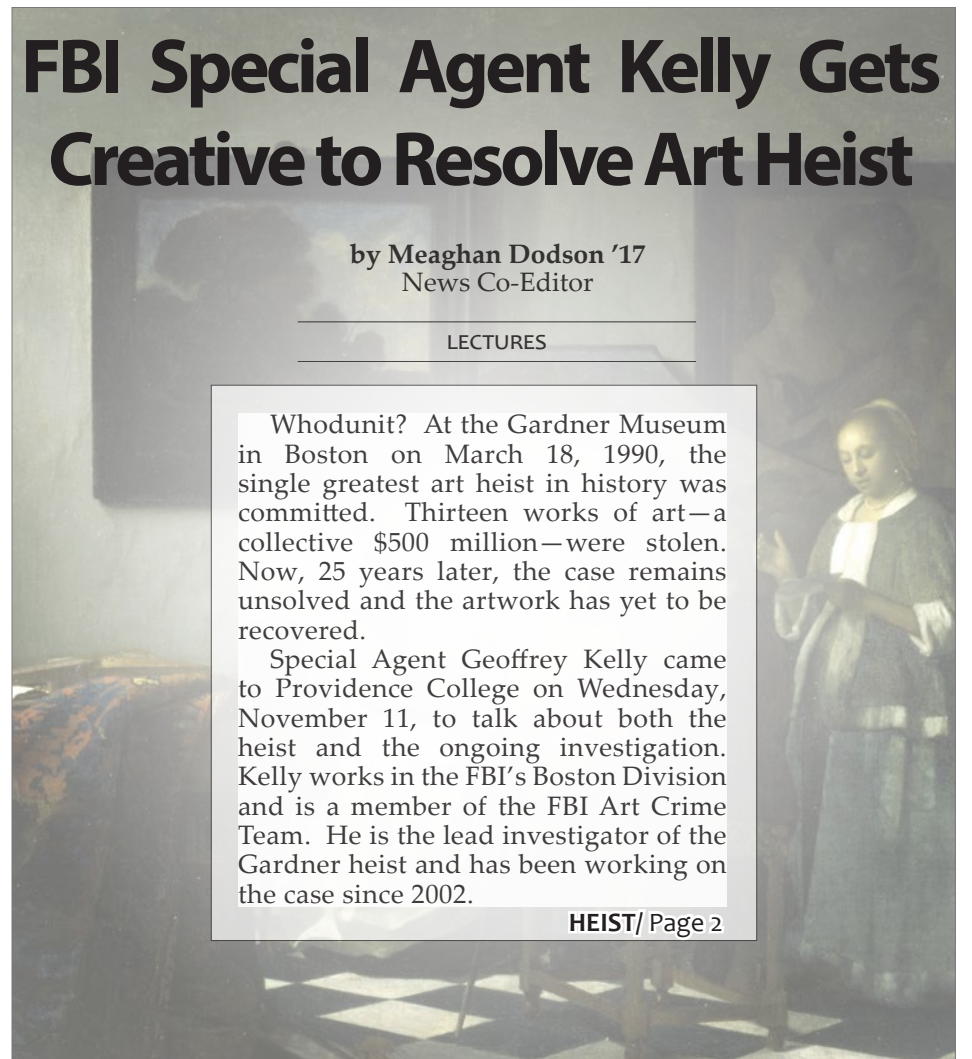 FBI Special Agent Kelly Gets
Creative to Resolve Art Heist
by Meaghan Dodson ’17
News Co-Editor
LECTURES
Whodunit? At the Gardner Museum
in Boston on March 18, 1990, the
single greatest art heist in history was
committed. Thirteen works of art—a
collective $500 million—were stolen.
Now, 25 years later, the case remains
unsolved and the artwork has yet to be
recovered.
Special Agent Geoffrey Kelly came
to Providence College on Wednesday,
November 11, to talk about both the
heist and the ongoing investigation.
Kelly works in the FBI’s Boston Division
and is a member of the FBI Art Crime
Team. He is the lead investigator of the
Gardner heist and has been working on
the case since 2002.
HEIST/ Page 2